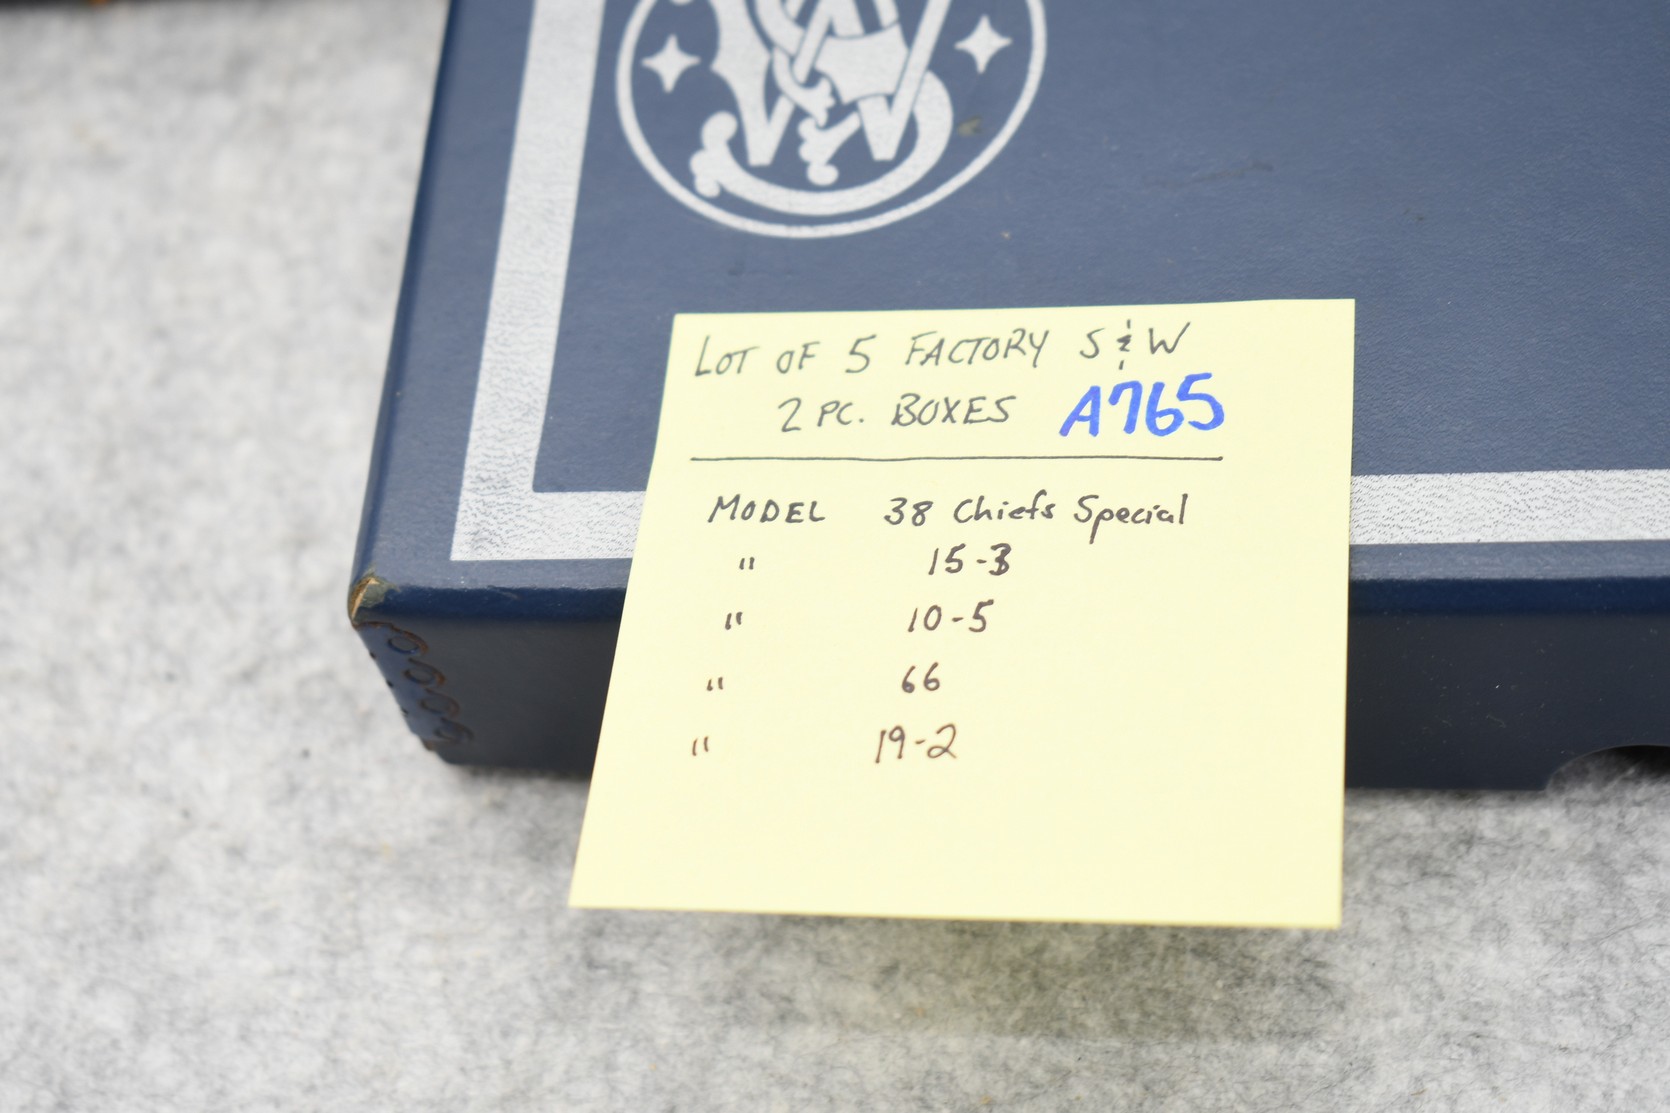 LOT OF 5 FACTORY S & W
2 PC. BOXES A765
MODEL 38 Chiefs Special
" 15-3
" 10-5
" 66
" 19-2